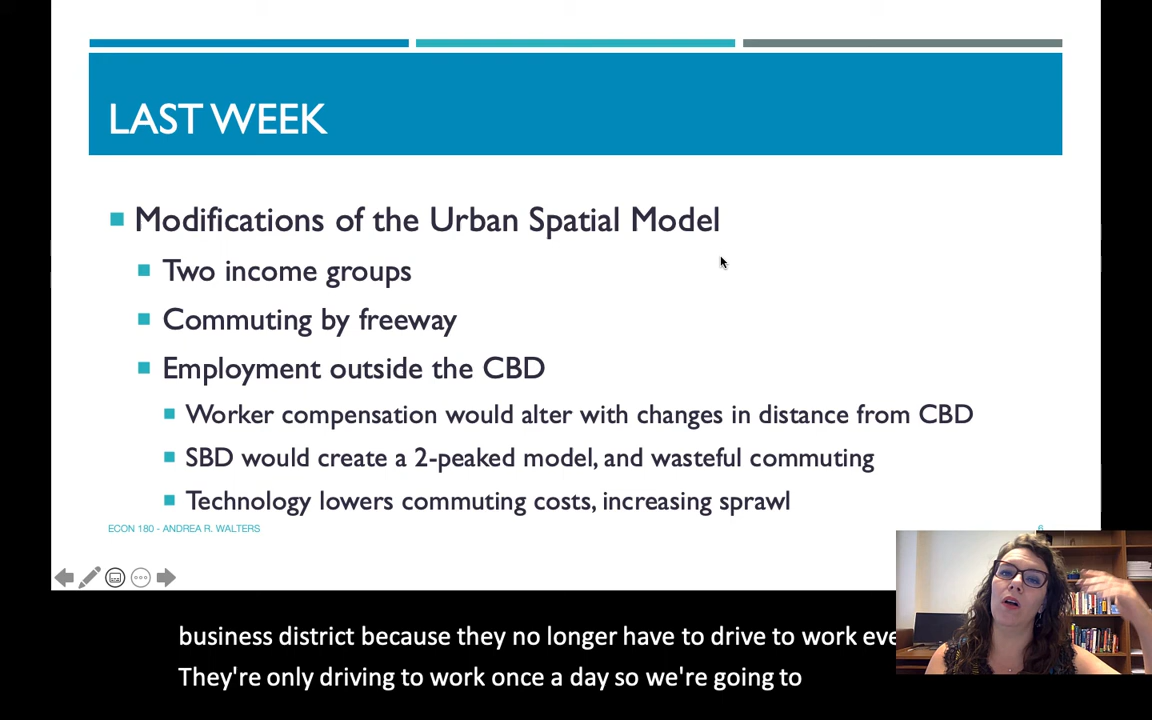 LAST WEEK
Modifications of the Urban Spatial Model
Two income groups
Commuting by freeway
Employment outside the CBD
Worker compensation would alter with changes in distance from CBD
SBD would create a 2-peaked model, and wasteful commuting
Technology lowers commuting costs, increasing sprawl
ECON 180 - ANDREA R. WALTERS
business district because they no longer have to drive to work
They're only driving to work once a day so we're going to